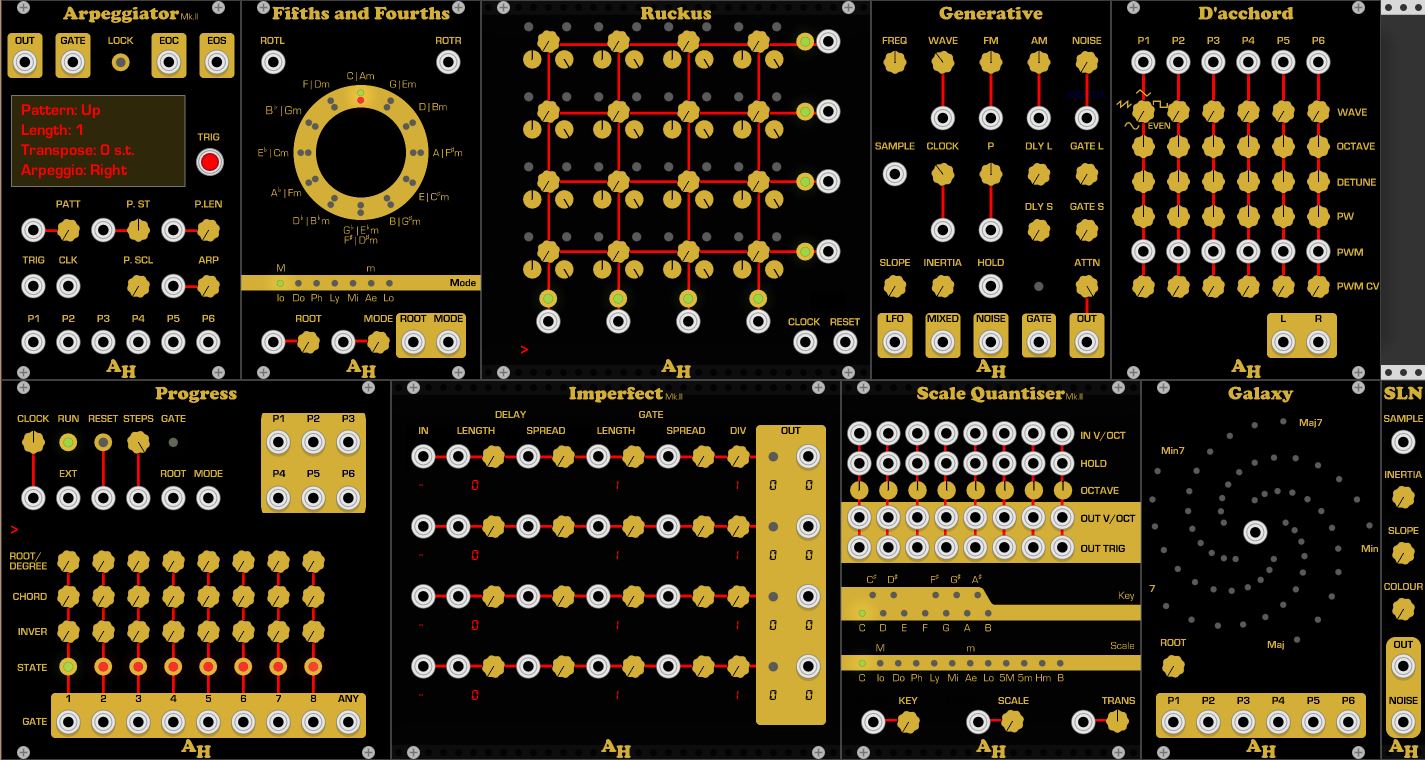 Arpeggiator Mk.II
OUT GATE LOCK EOC EOS
Pattern: Up
Length: 1
Transpose: 0 s.t.
Arpeggio: Right
TRIG
PATT P. ST P.LEN
TRIG CLK P. SCL ARP
P1 P2 P3 P4 P5 P6
AH
Fifths and Fourths
ROTL ROTR
C|Am
F|Dm G|Em
B♭|Gm D|Bm
E♭|Cm A|F♯m
A♭|Fm E|C♯m
D♭|B♭m B|G♯m
G♭|E♭m
F♯|D♯m
M m
Mode
Io Do Ph Ly Mi Ae Lo
ROOT MODE ROOT MODE
AH
Ruckus
CLOCK RESET
>
AH
Generative
FREQ WAVE FM AM NOISE
SAMPLE CLOCK P DLY L GATE L
DLY S GATE S
SLOPE INERTIA HOLD ATTN
LFO MIXED NOISE GATE OUT
AH
D'acchord
P1 P2 P3 P4 P5 P6
WAVE
EVEN
OCTAVE
DETUNE
PW
PWM
PWM CV
L R
AH
Progress
CLOCK RUN RESET STEPS GATE
P1 P2 P3
EXT ROOT MODE
P4 P5 P6
>
ROOT/
DEGREE
CHORD
INVER
STATE
1 2 3 4 5 6 7 8 ANY
GATE
AH
Imperfect Mk.II
DELAY GATE
IN LENGTH SPREAD LENGTH SPREAD DIV OUT
- 0 1 1 0 0
- 0 1 1 0 0
- 0 1 1 0 0
- 0 1 1 0 0
AH
Scale Quantiser Mk.II
IN V/OCT
HOLD
OCTAVE
OUT V/OCT
OUT TRIG
C♯ D♯ F♯ G♯ A♯
Key
C D E F G A B
M m Scale
C Io Do Ph Ly Mi Ae Lo 5M 5m Hm B
KEY SCALE TRANS
AH
Galaxy
Maj7
Min7
Min
7
Maj
ROOT
P1 P2 P3 P4 P5 P6
AH
SLN
SAMPLE
INERTIA
SLOPE
COLOUR
OUT
NOISE
AH